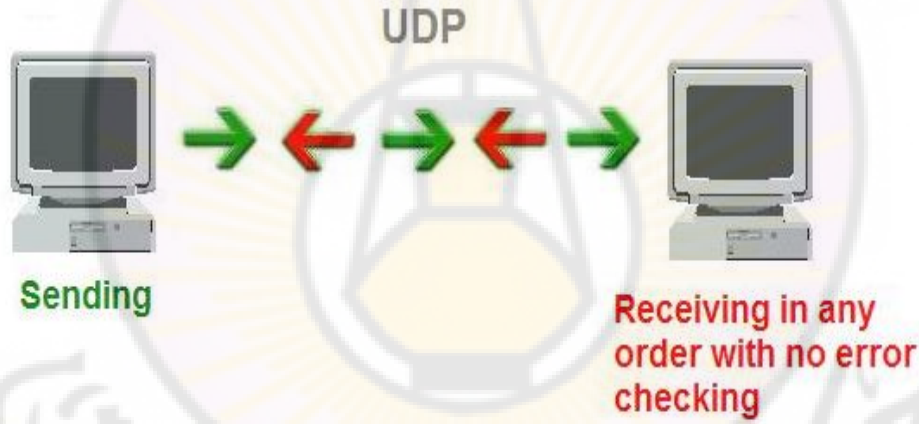 UDP
Sending
Receiving in any
order with no error
checking